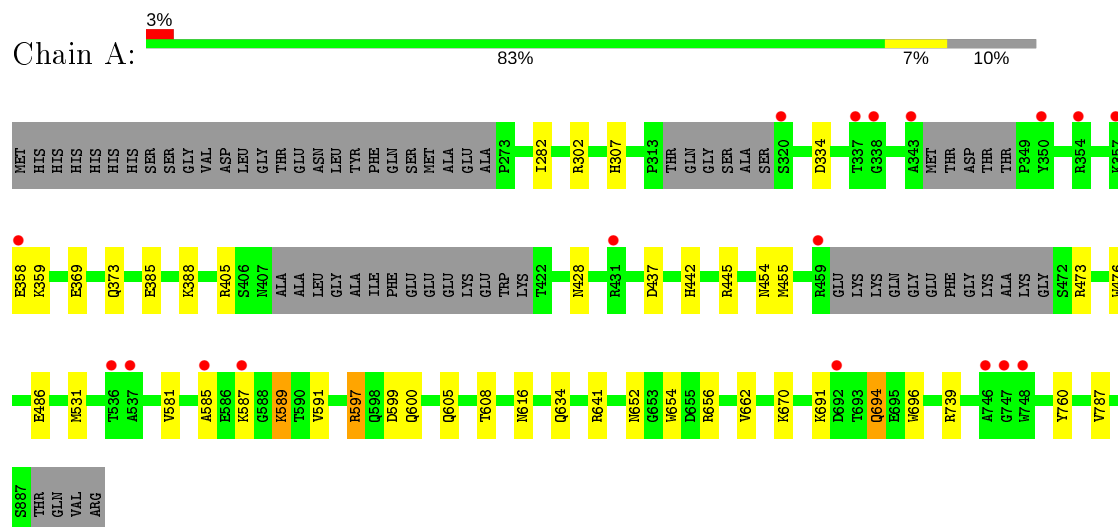 3%
Chain A:
83% 7% 10%
MET HIS HIS HIS HIS HIS HIS SER SER GLY VAL ASP LEU GLY THR GLU ASN LEU TYR PHE GLN SER MET ALA GLU ALA P273 I282 R302 H307 P313 THR GLN GLY SER ALA SER S320 D334 T337 G338 A343 MET THR ASP THR THR P349 Y350 R354 K357
E358 K359 E369 Q373 E385 K388 R405 S406 N407 ALA ALA LEU GLY ALA ILE PHE GLU GLU GLU LYS GLU TRP LYS T422 N428 R431 D437 H442 R445 N454 M455 R459 GLU LYS LYS GLN GLY GLU PHE GLY LYS ALA LYS GLY S472 R473 W476
E486 M531 T536 A537 V581 A585 E586 K587 G588 K589 T590 V591 R597 Q598 D599 Q600 Q605 T608 N616 Q634 R641 N652 G653 W654 D655 R656 V662 K670 K691 D692 T693 Q694 E695 W696 R739 A746 G747 W748 Y760 V787
S887 THR GLN VAL ARG